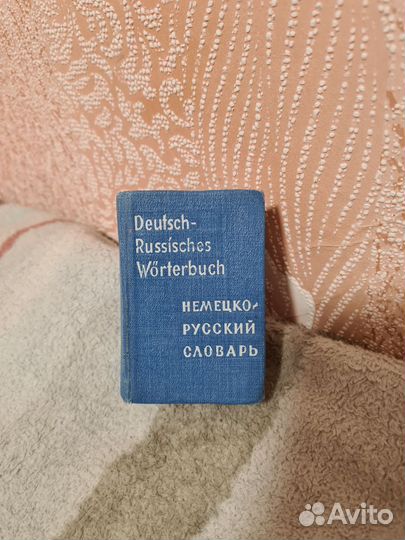 Deutsch-
Russisches
Wörterbuch
НЕМЕЦКО-
РУССКИЙ
СЛОВАРЬ
Avito